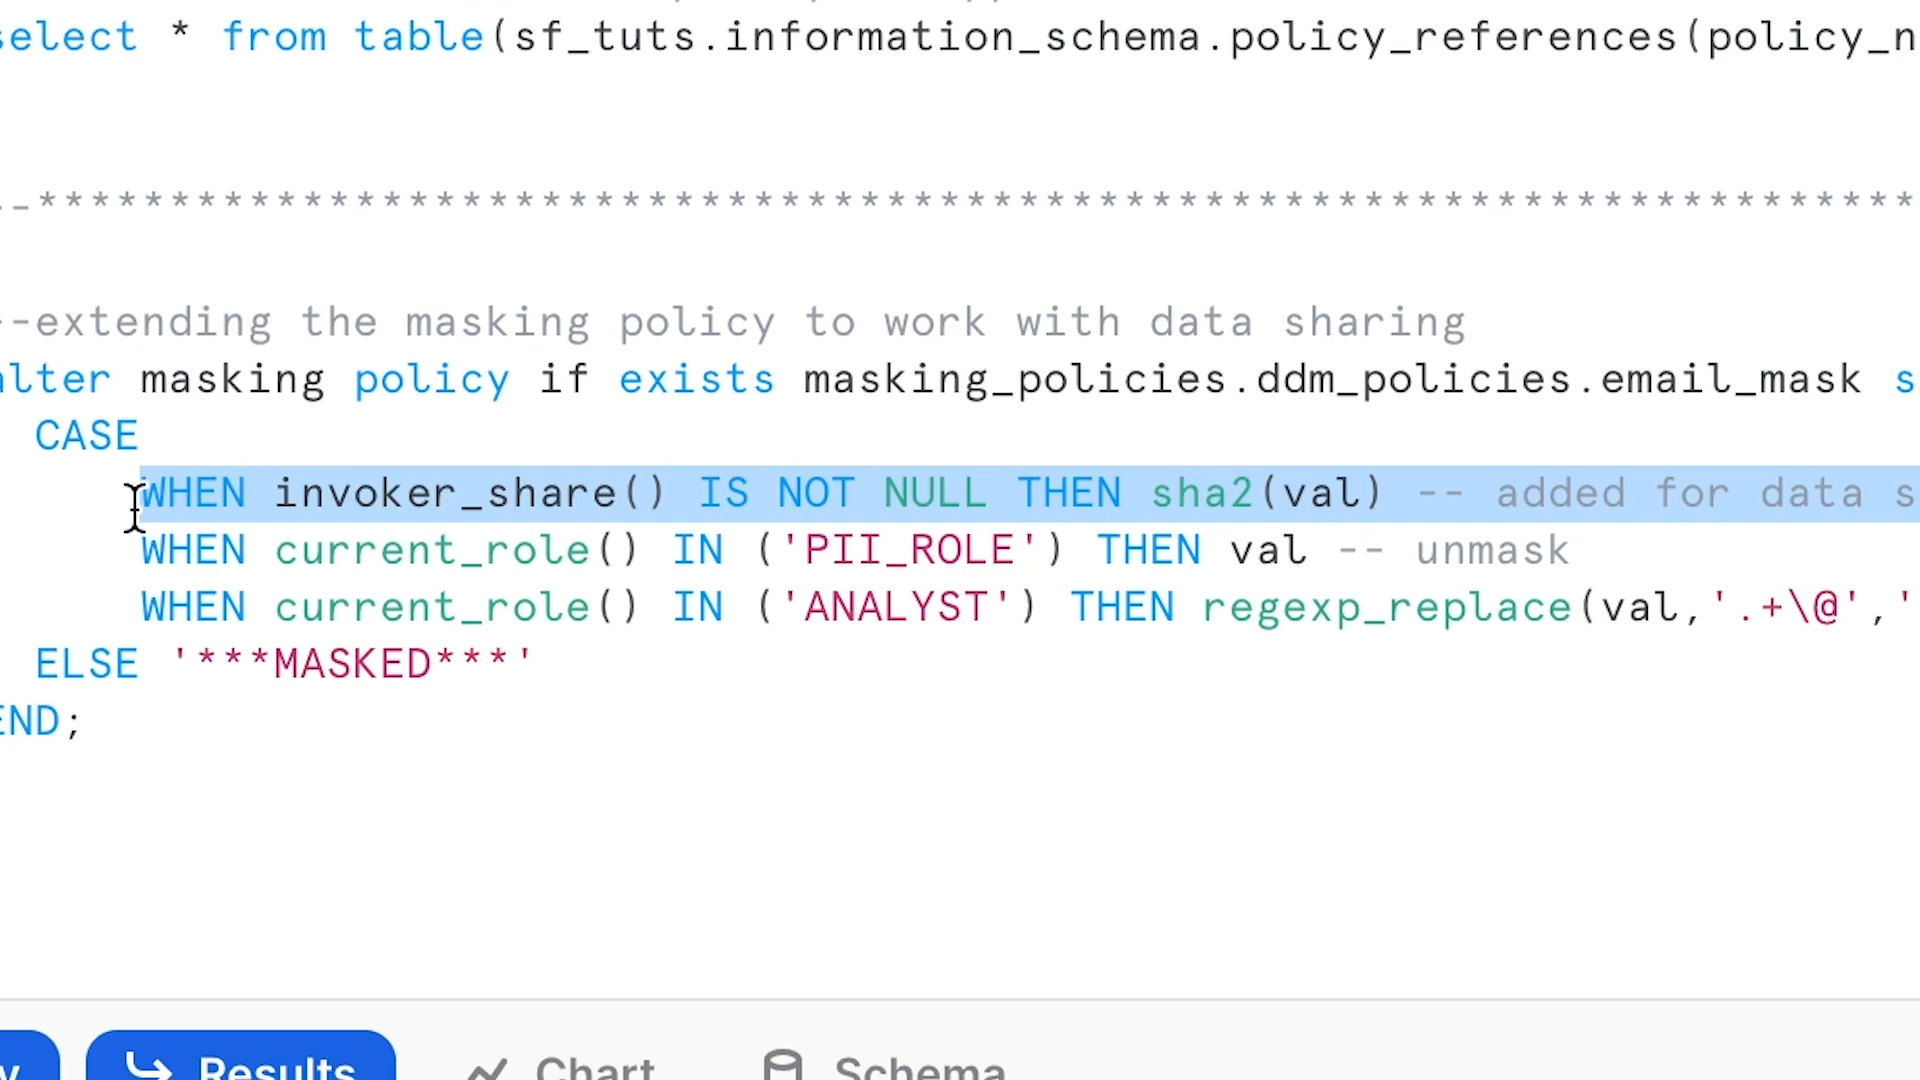 select * from table(sf_tuts.information_schema.policy_references(policy_n
--**********************************************************************
--extending the masking policy to work with data sharing
alter masking policy if exists masking_policies.ddm_policies.email_mask s
CASE
WHEN invoker_share() IS NOT NULL THEN sha2(val) -- added for data s
WHEN current_role() IN ('PII_ROLE') THEN val -- unmask
WHEN current_role() IN ('ANALYST') THEN regexp_replace(val,'.+\@','
ELSE '***MASKED***'
END;
y Results Chart Schema